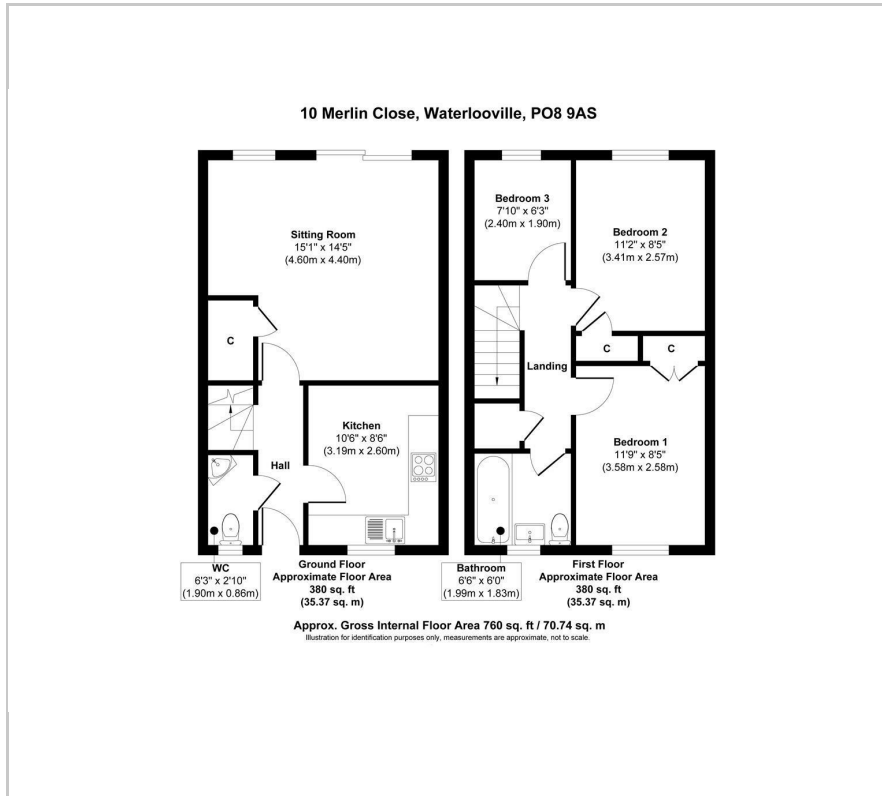 10 Merlin Close, Waterlooville, PO8 9AS
Sitting Room
15'1" x 14'5"
(4.60m x 4.40m)
C
Kitchen
10'6" x 8'6"
(3.19m x 2.60m)
Hall
WC
6'3" x 2'10"
(1.90m x 0.86m)
Ground Floor
Approximate Floor Area
380 sq. ft
(35.37 sq. m)
Bedroom 3
7'10" x 6'3"
(2.40m x 1.90m)
Bedroom 2
11'2" x 8'5"
(3.41m x 2.57m)
C
C
Landing
Bedroom 1
11'9" x 8'5"
(3.58m x 2.58m)
Bathroom
6'6" x 6'0"
(1.99m x 1.83m)
First Floor
Approximate Floor Area
380 sq. ft
(35.37 sq. m)
Approx. Gross Internal Floor Area 760 sq. ft / 70.74 sq. m
Illustration for identification purposes only, measurements are approximate, not to scale.